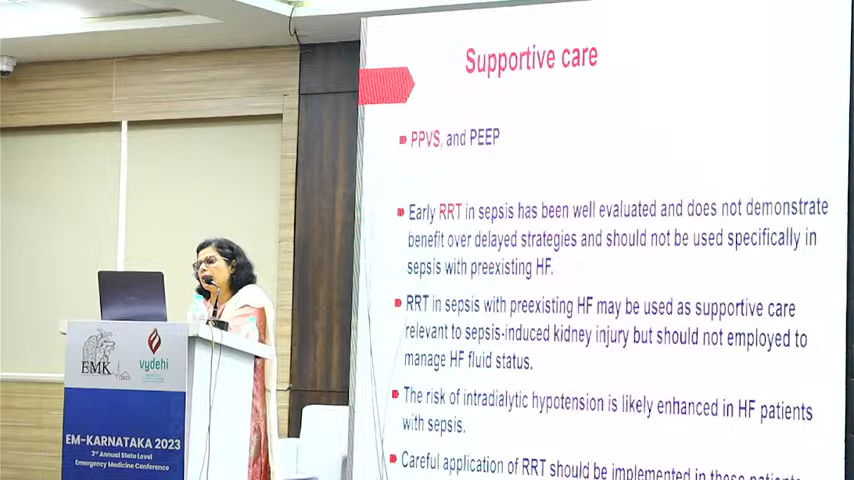 Supportive care
PPVS, and PEEP
Early RRT in sepsis has been well evaluated and does not demonstrate
benefit over delayed strategies and should not be used specifically in
sepsis with preexisting HF.
RRT in sepsis with preexisting HF may be used as supportive care
relevant to sepsis-induced kidney injury but should not employed to
manage HF fluid status.
The risk of intradialytic hypotension is likely enhanced in HF patients
with sepsis.
Careful application of RRT should be implemented in these patients
EMK
2023
vydehi
EM-KARNATAKA 2023
Annual State Level
Emergency Medicine Conference